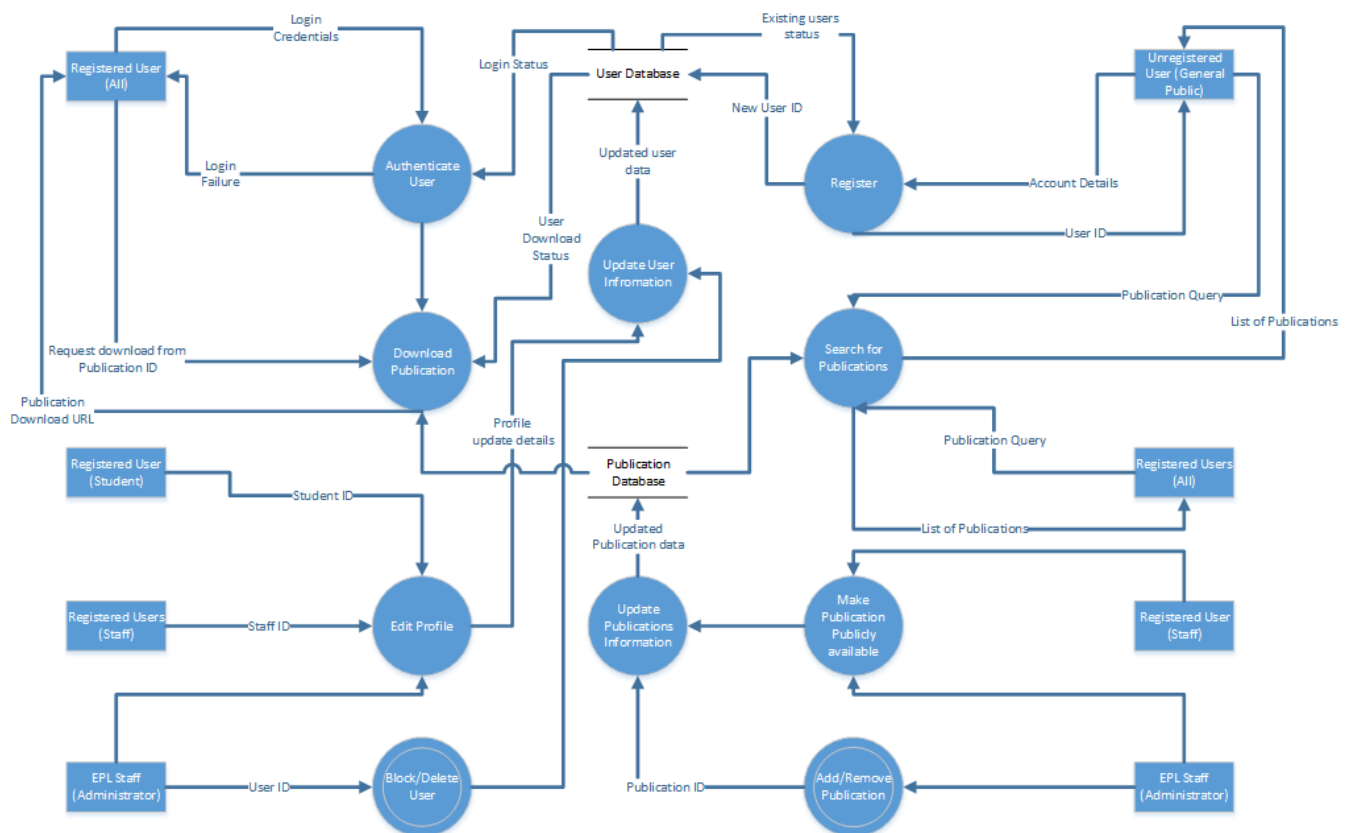 Login
Credentials
Existing users
status
Registered User
(All)
Login Status
User Database
Unregistered
User (General
Public)
New User ID
Login
Failure
Authenticate
User
Updated user
data
Register
Account Details
User
Download
Status
User ID
Update User
Infromation
Publication Query
List of Publications
Request download from
Publication ID
Download
Publication
Search for
Publications
Publication
Download URL
Profile
update details
Publication Query
Registered User
(Student)
Publication
Database
Registered Users
(All)
Student ID
List of Publications
Updated
Publication data
Registered Users
(Staff)
Staff ID
Edit Profile
Update
Publications
Information
Make
Publication
Publicly
available
Registered User
(Staff)
EPL Staff
(Administrator)
User ID
Block/Delete
User
Publication ID
Add/Remove
Publication
EPL Staff
(Administrator)